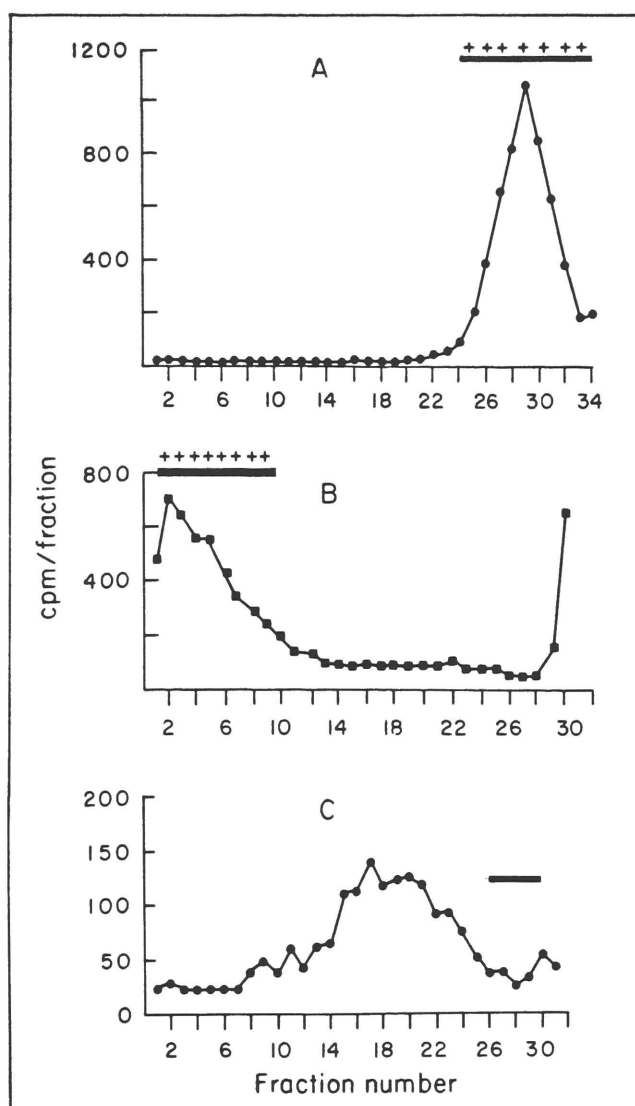 A
+ + + + + + +
1200
800
400
2 6 10 14 18 22 26 30 34
B
+ + + + + + + +
800
400
2 6 10 14 18 22 26 30
cpm/fraction
C
200
150
100
50
0
2 6 10 14 18 22 26 30
Fraction number